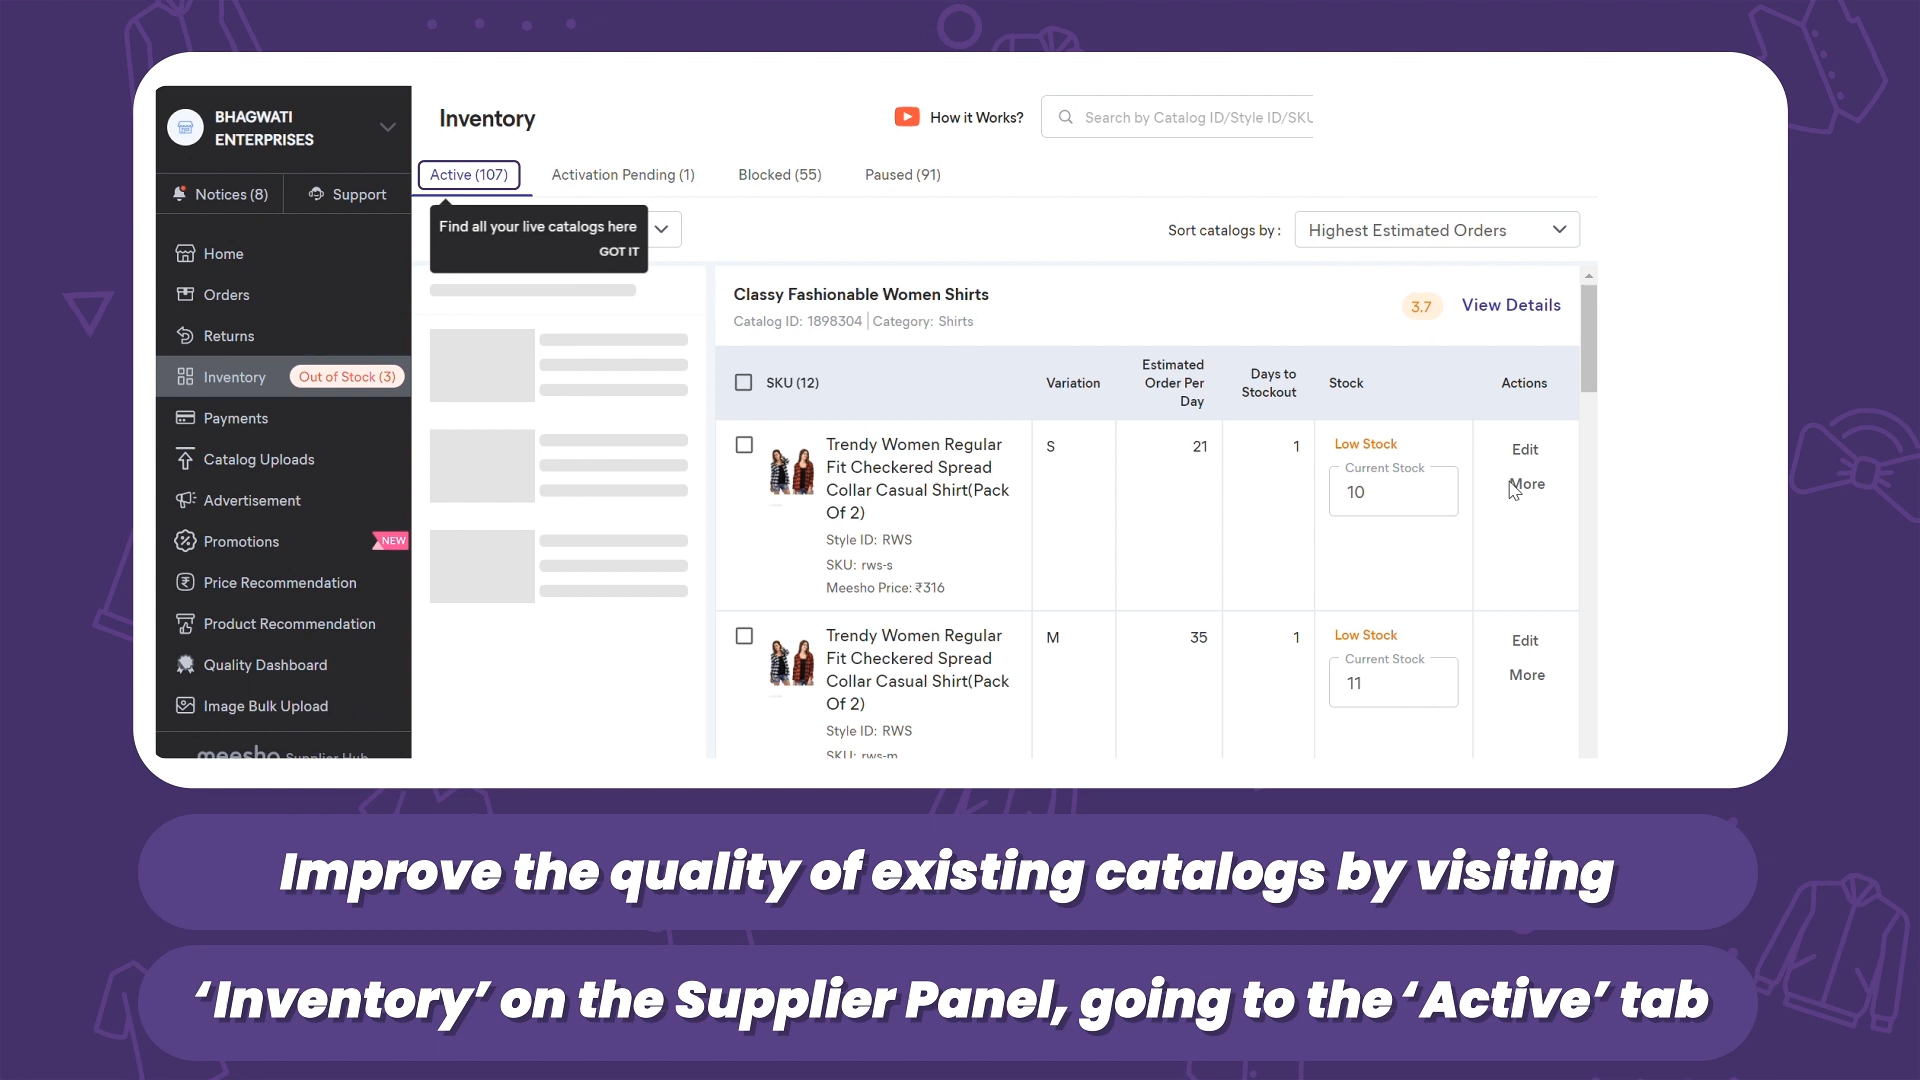 BHAGWATI
ENTERPRISES
Notices (8)
Support
Home
Orders
Returns
Inventory
Out of Stock (3)
Payments
Catalog Uploads
Advertisement
Promotions
NEW
Price Recommendation
Product Recommendation
Quality Dashboard
Image Bulk Upload
meesho Supplier Hub
Inventory
How it Works?
Search by Catalog ID/Style ID/SKU
Active (107)
Activation Pending (1)
Blocked (55)
Paused (91)
Find all your live catalogs here
GOT IT
Sort catalogs by :
Highest Estimated Orders
Classy Fashionable Women Shirts
Catalog ID: 1898304 | Category: Shirts
3.7
View Details
SKU (12)
Variation
Estimated
Order Per
Day
Days to
Stockout
Stock
Actions
Trendy Women Regular
Fit Checkered Spread
Collar Casual Shirt(Pack
Of 2)
Style ID: RWS
SKU: rws-s
Meesho Price: ₹316
S
21
1
Low Stock
Current Stock
10
Edit
More
Trendy Women Regular
Fit Checkered Spread
Collar Casual Shirt(Pack
Of 2)
Style ID: RWS
SKU: rws-m
M
35
1
Low Stock
Current Stock
11
Edit
More
Improve the quality of existing catalogs by visiting
‘Inventory’ on the Supplier Panel, going to the ‘Active’ tab